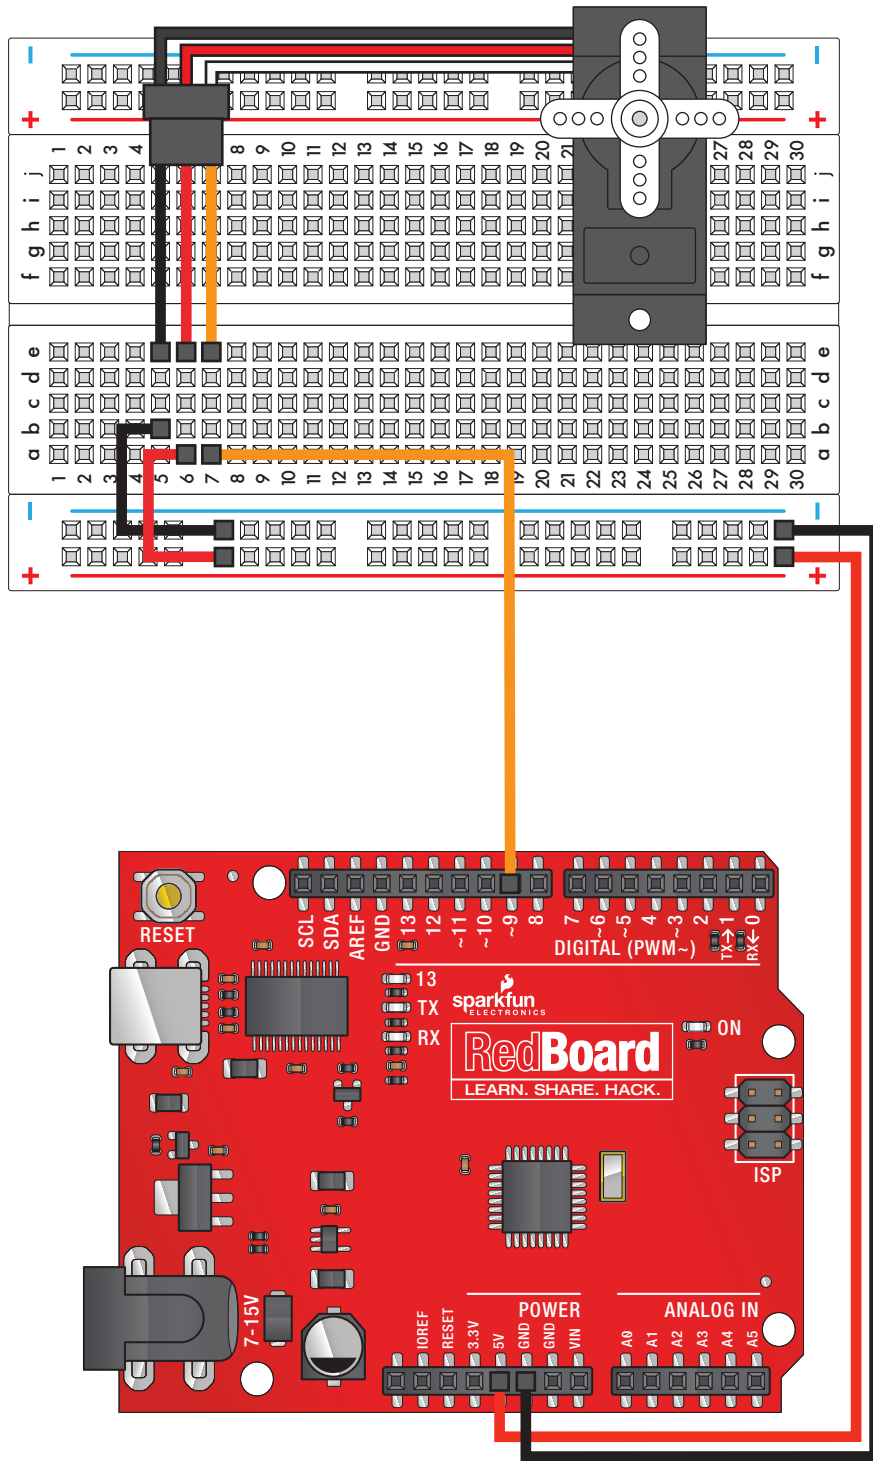 - -
+ +
1 2 3 4 8 9 10 11 12 13 14 15 16 17 18 19 20 21 27 28 29 30
j j
i i
h h
g g
f f
e e
d d
c c
b b
a a
1 2 3 4 5 6 7 8 9 10 11 12 13 14 15 16 17 18 19 20 21 22 23 24 25 26 27 28 29 30
- -
+ +
RESET
SCL SDA AREF GND 13 12 ~11 ~10 ~9 8 7 ~6 ~5 4 ~3 2 TX→1 RX←0
DIGITAL (PWM~)
13
TX
RX
sparkfun
ELECTRONICS
RedBoard
LEARN. SHARE. HACK.
ON
ISP
7-15V
POWER
ANALOG IN
IOREF RESET 3.3V 5V GND GND VIN A0 A1 A2 A3 A4 A5